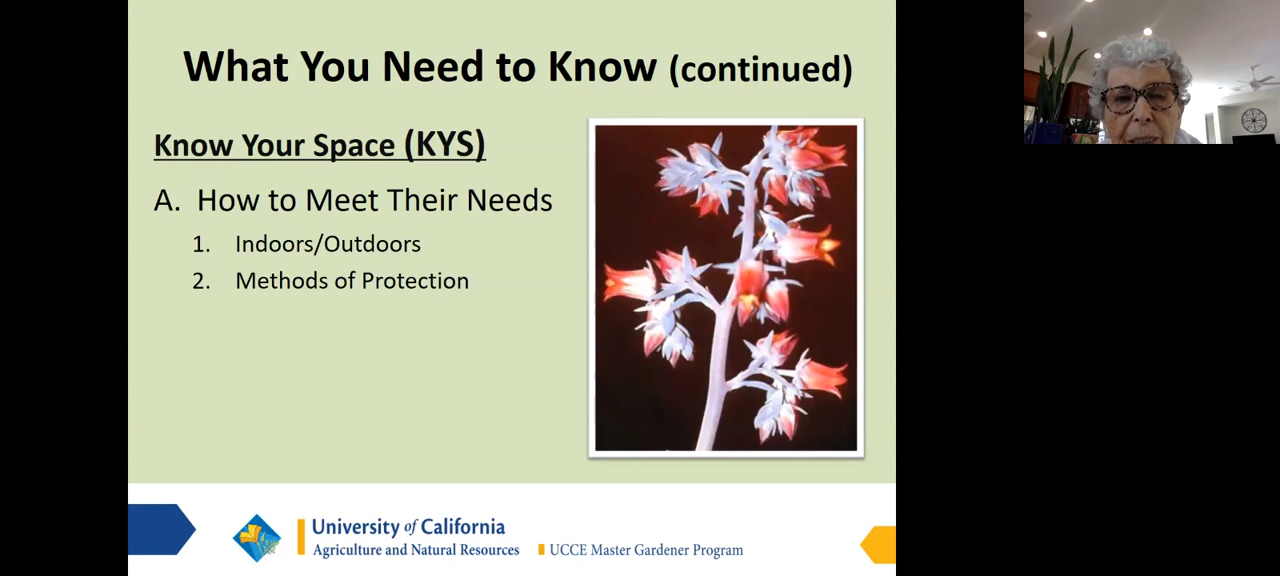 What You Need to Know (continued)
Know Your Space (KYS)
A. How to Meet Their Needs
1. Indoors/Outdoors
2. Methods of Protection
University of California
Agriculture and Natural Resources
UCCE Master Gardener Program